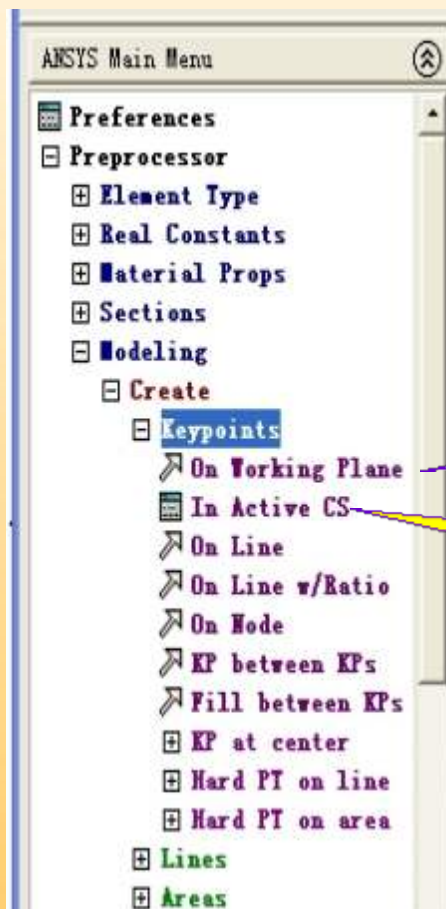 ANSYS Main Menu
Preferences
Preprocessor
Element Type
Real Constants
Material Props
Sections
Modeling
Create
Keypoints
On Working Plane
In Active CS
On Line
On Line w/Ratio
On Node
KP between KPs
Fill between KPs
KP at center
Hard PT on line
Hard PT on area
Lines
Areas